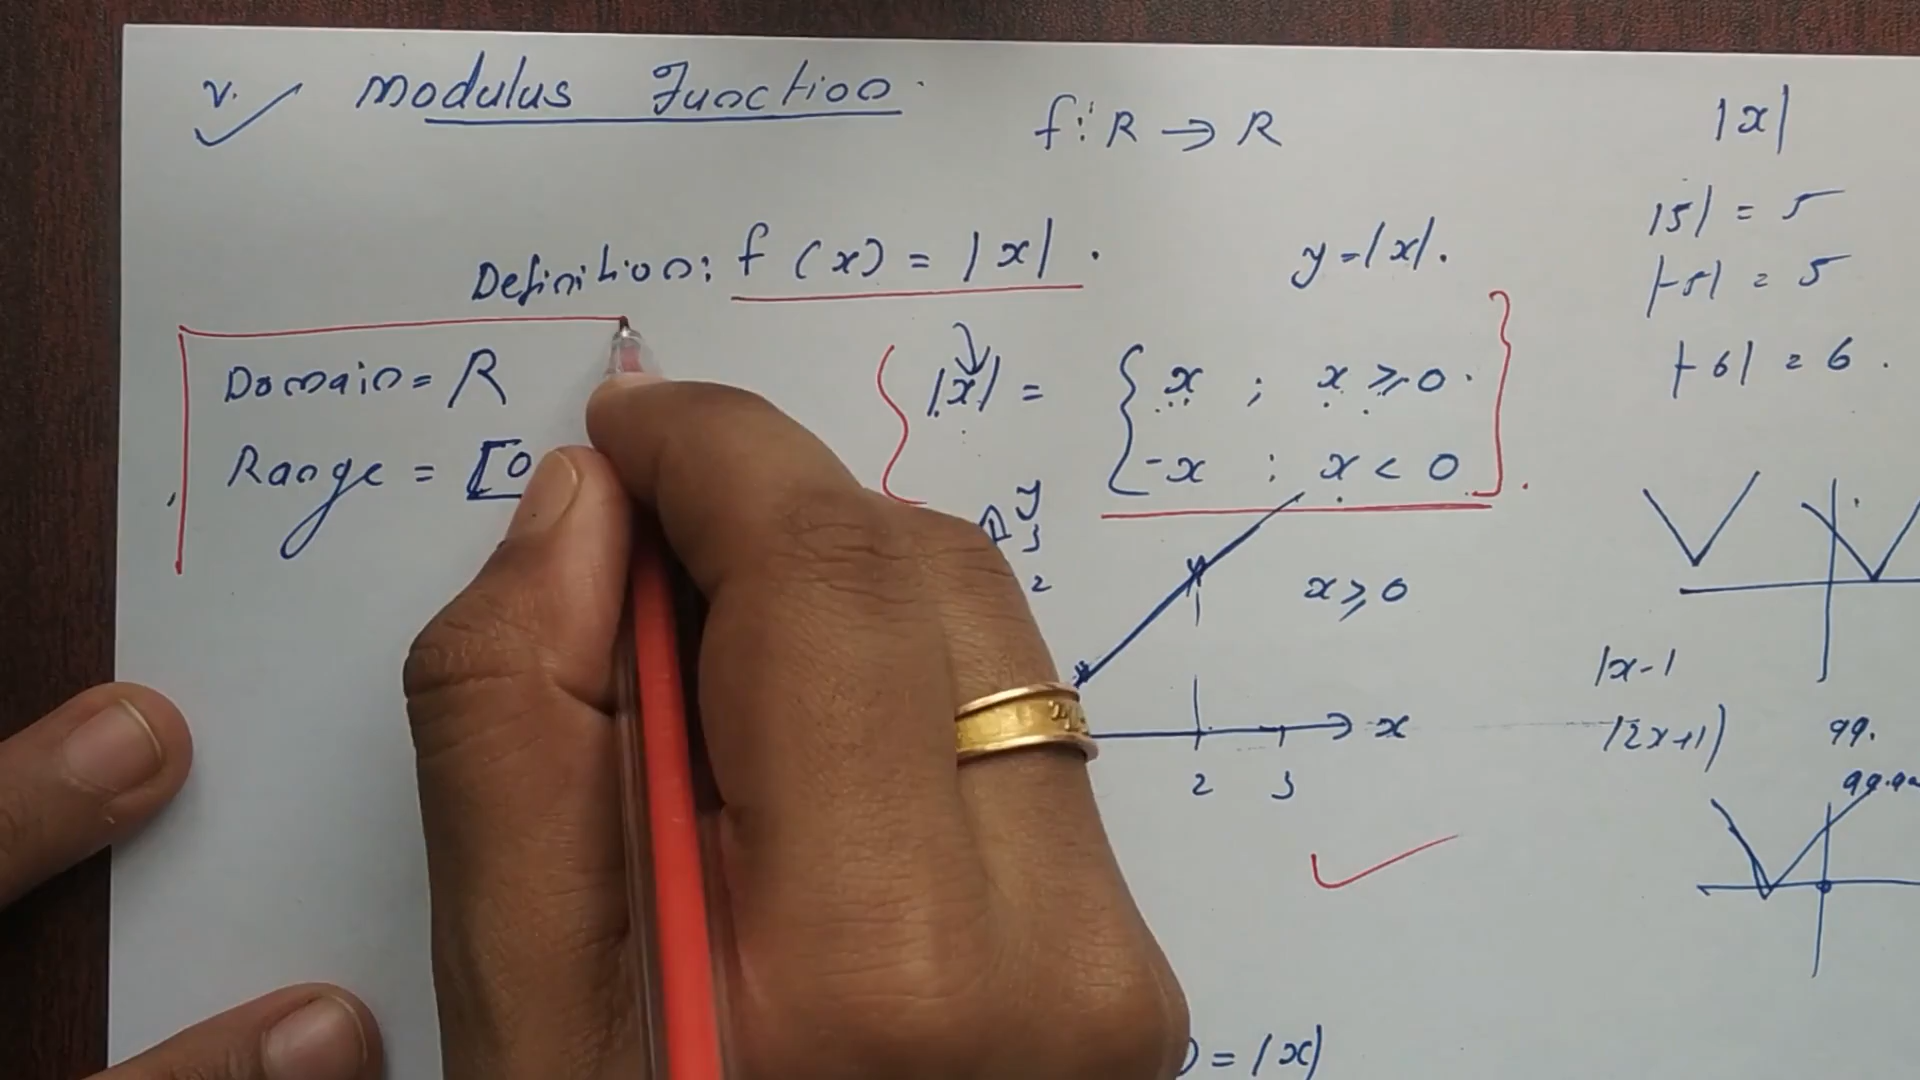 v. Modulus Function.
f: R → R
Definition: f(x) = |x|.
y = |x|.
Domain = R
Range = [0
|x| = { x ; x ≥ 0.
-x ; x < 0
y
3
2
x ≥ 0
x
2 3
) = |x|
|x|
|5| = 5
|-5| = 5
|-6| = 6.
|x-1
|2x+1|
99.